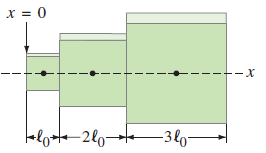 x = 0
x
ℓ₀ 2ℓ₀ 3ℓ₀